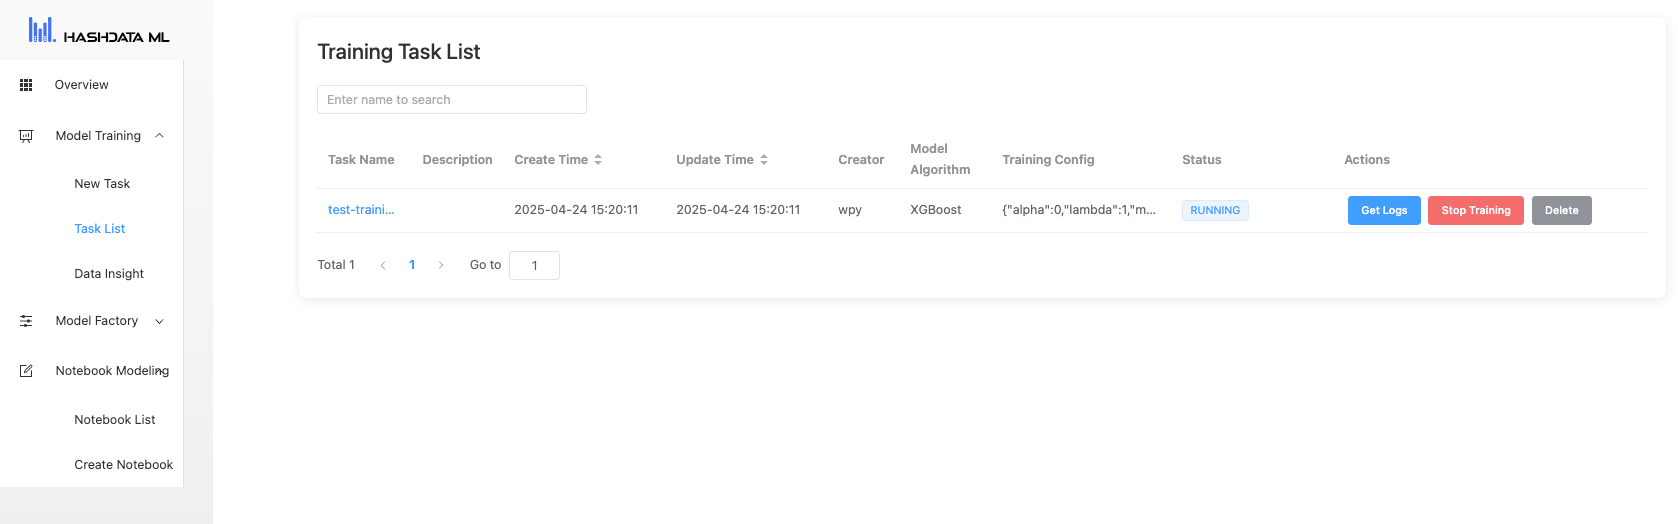 HASHDATA ML
Overview
Model Training
New Task
Task List
Data Insight
Model Factory
Notebook Modeling
Notebook List
Create Notebook
Training Task List
Enter name to search
Task Name Description Create Time Update Time Creator Model Algorithm Training Config Status Actions
test-traini... 2025-04-24 15:20:11 2025-04-24 15:20:11 wpy XGBoost {"alpha":0,"lambda":1,"m... RUNNING Get Logs Stop Training Delete
Total 1 1 Go to 1